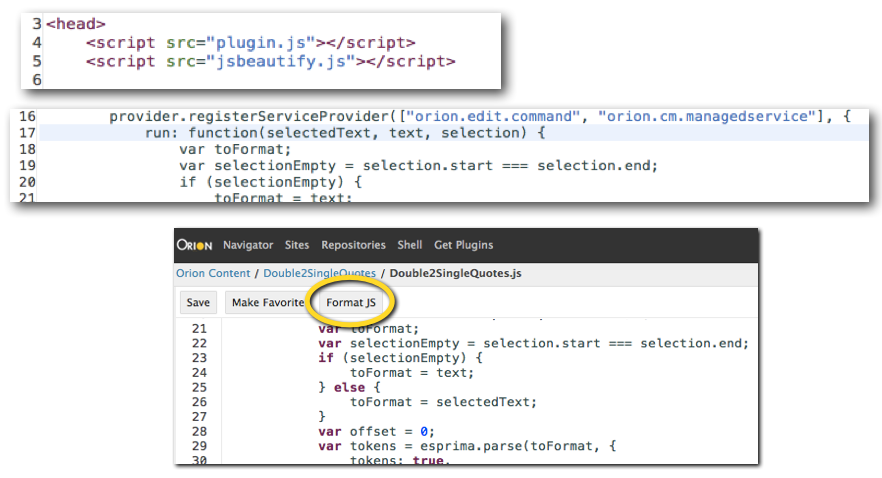 3 <head>
4     <script src="plugin.js"></script>
5     <script src="jsbeautify.js"></script>
6
16         provider.registerServiceProvider(["orion.edit.command", "orion.cm.managedservice"], {
17             run: function(selectedText, text, selection) {
18                 var toFormat;
19                 var selectionEmpty = selection.start === selection.end;
20                 if (selectionEmpty) {
21                     toFormat = text;
ORION Navigator Sites Repositories Shell Get Plugins
Orion Content / Double2SingleQuotes / Double2SingleQuotes.js
Save Make Favorite Format JS
21             var toFormat;
22             var selectionEmpty = selection.start === selection.end;
23             if (selectionEmpty) {
24                 toFormat = text;
25             } else {
26                 toFormat = selectedText;
27             }
28             var offset = 0;
29             var tokens = esprima.parse(toFormat, {
30                 tokens: true,